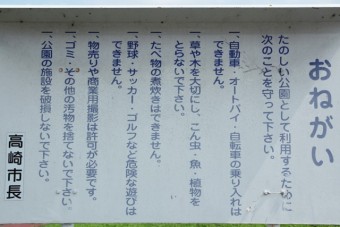 おねがい
たのしい公園として利用するために
次のことを守って下さい。
一、自動車・オートバイ・自転車の乗り入れは
できません。
一、草や木を大切にし、こん虫・魚・植物を
とらないで下さい。
一、たべ物の煮炊きはできません。
一、野球・サッカー・ゴルフなど危険な遊びは
できません。
一、物売りや商業用撮影は許可が必要です。
一、ゴミ・その他の汚物を捨てないで下さい。
一、公園の施設を破損しないで下さい。
高崎市長